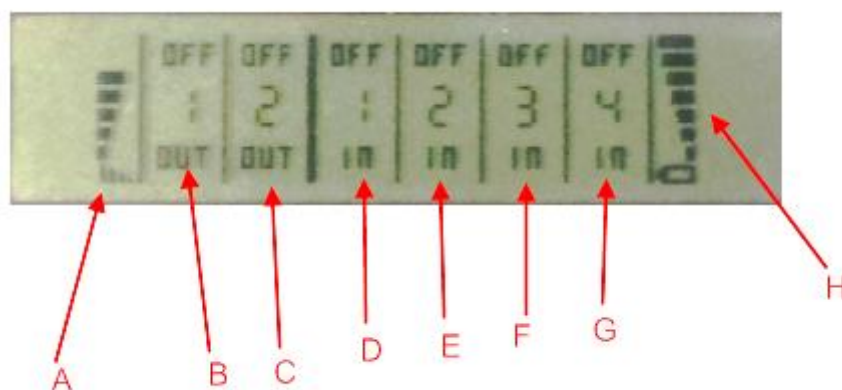 OFF OFF OFF OFF OFF OFF
1 2 1 2 3 4
OUT OUT IN IN IN IN
H
A B C D E F G